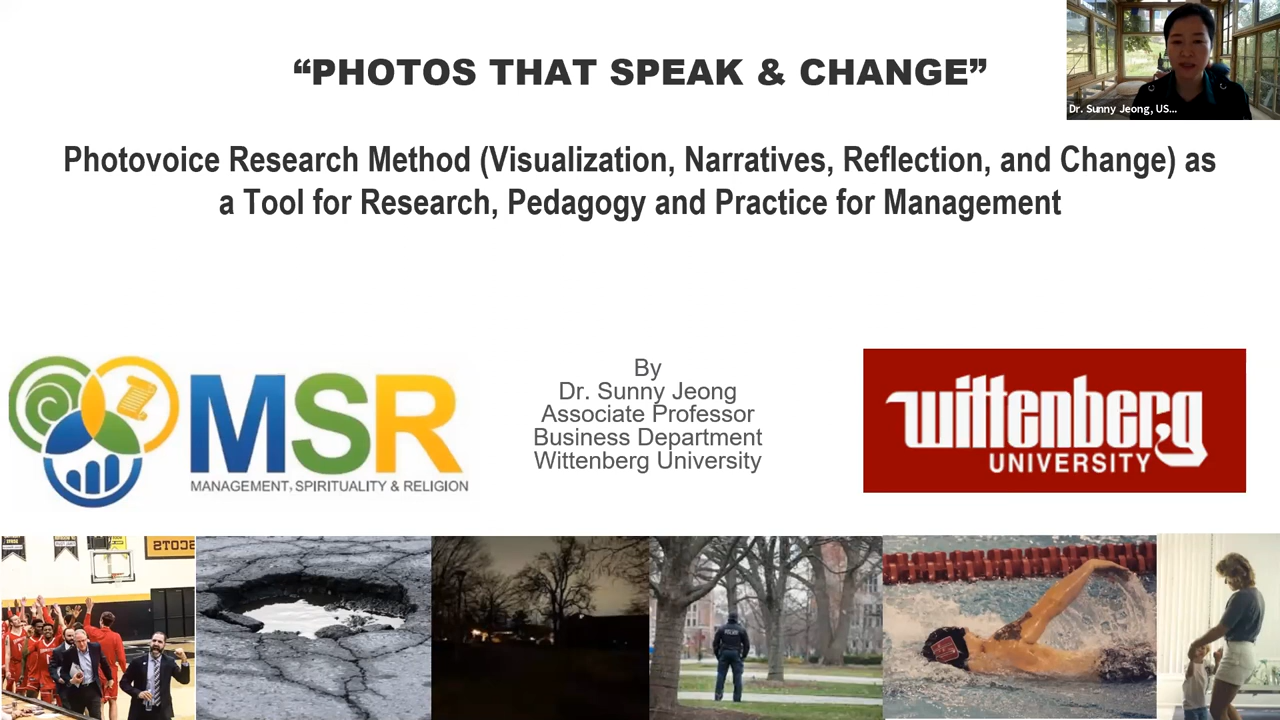 “PHOTOS THAT SPEAK & CHANGE”
Dr. Sunny Jeong, US...
Photovoice Research Method (Visualization, Narratives, Reflection, and Change) as
a Tool for Research, Pedagogy and Practice for Management
MSR
MANAGEMENT, SPIRITUALITY & RELIGION
By
Dr. Sunny Jeong
Associate Professor
Business Department
Wittenberg University
wittenberg
UNIVERSITY
SCOTS
POLICE